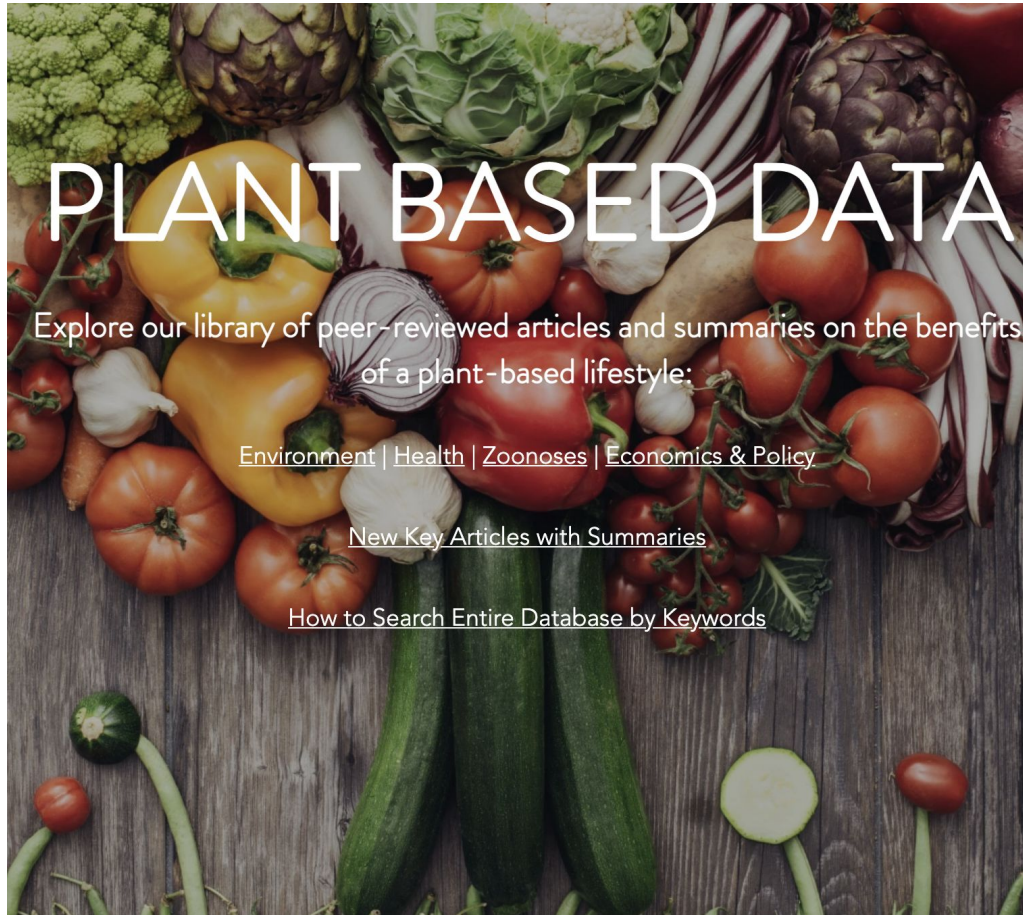 PLANT BASED DATA
Explore our library of peer-reviewed articles and summaries on the benefits
of a plant-based lifestyle:
Environment | Health | Zoonoses | Economics & Policy
New Key Articles with Summaries
How to Search Entire Database by Keywords